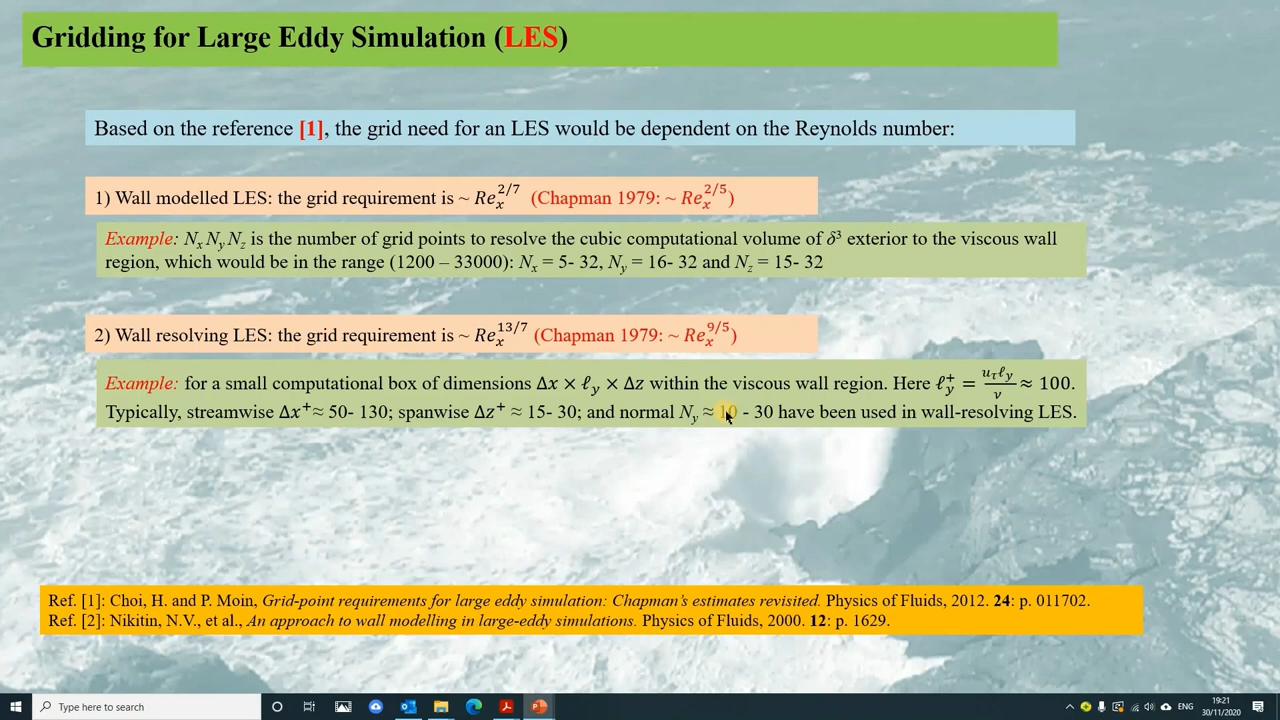 Gridding for Large Eddy Simulation (LES)
Based on the reference [1], the grid need for an LES would be dependent on the Reynolds number:
1) Wall modelled LES: the grid requirement is ~ Re_x^{2/7} (Chapman 1979: ~ Re_x^{2/5})
Example: N_x N_y N_z is the number of grid points to resolve the cubic computational volume of δ³ exterior to the viscous wall
region, which would be in the range (1200 – 33000): N_x = 5- 32, N_y = 16- 32 and N_z = 15- 32
2) Wall resolving LES: the grid requirement is ~ Re_x^{13/7} (Chapman 1979: ~ Re_x^{9/5})
Example: for a small computational box of dimensions Δx × ℓ_y × Δz within the viscous wall region. Here ℓ_y^+ = u_τ ℓ_y / ν ≈ 100.
Typically, streamwise Δx⁺ ≈ 50- 130; spanwise Δz⁺ ≈ 15- 30; and normal N_y ≈ 10 - 30 have been used in wall-resolving LES.
Ref. [1]: Choi, H. and P. Moin, Grid-point requirements for large eddy simulation: Chapman's estimates revisited. Physics of Fluids, 2012. 24: p. 011702.
Ref. [2]: Nikitin, N.V., et al., An approach to wall modelling in large-eddy simulations. Physics of Fluids, 2000. 12: p. 1629.
Type here to search
ENG
19:21
30/11/2020